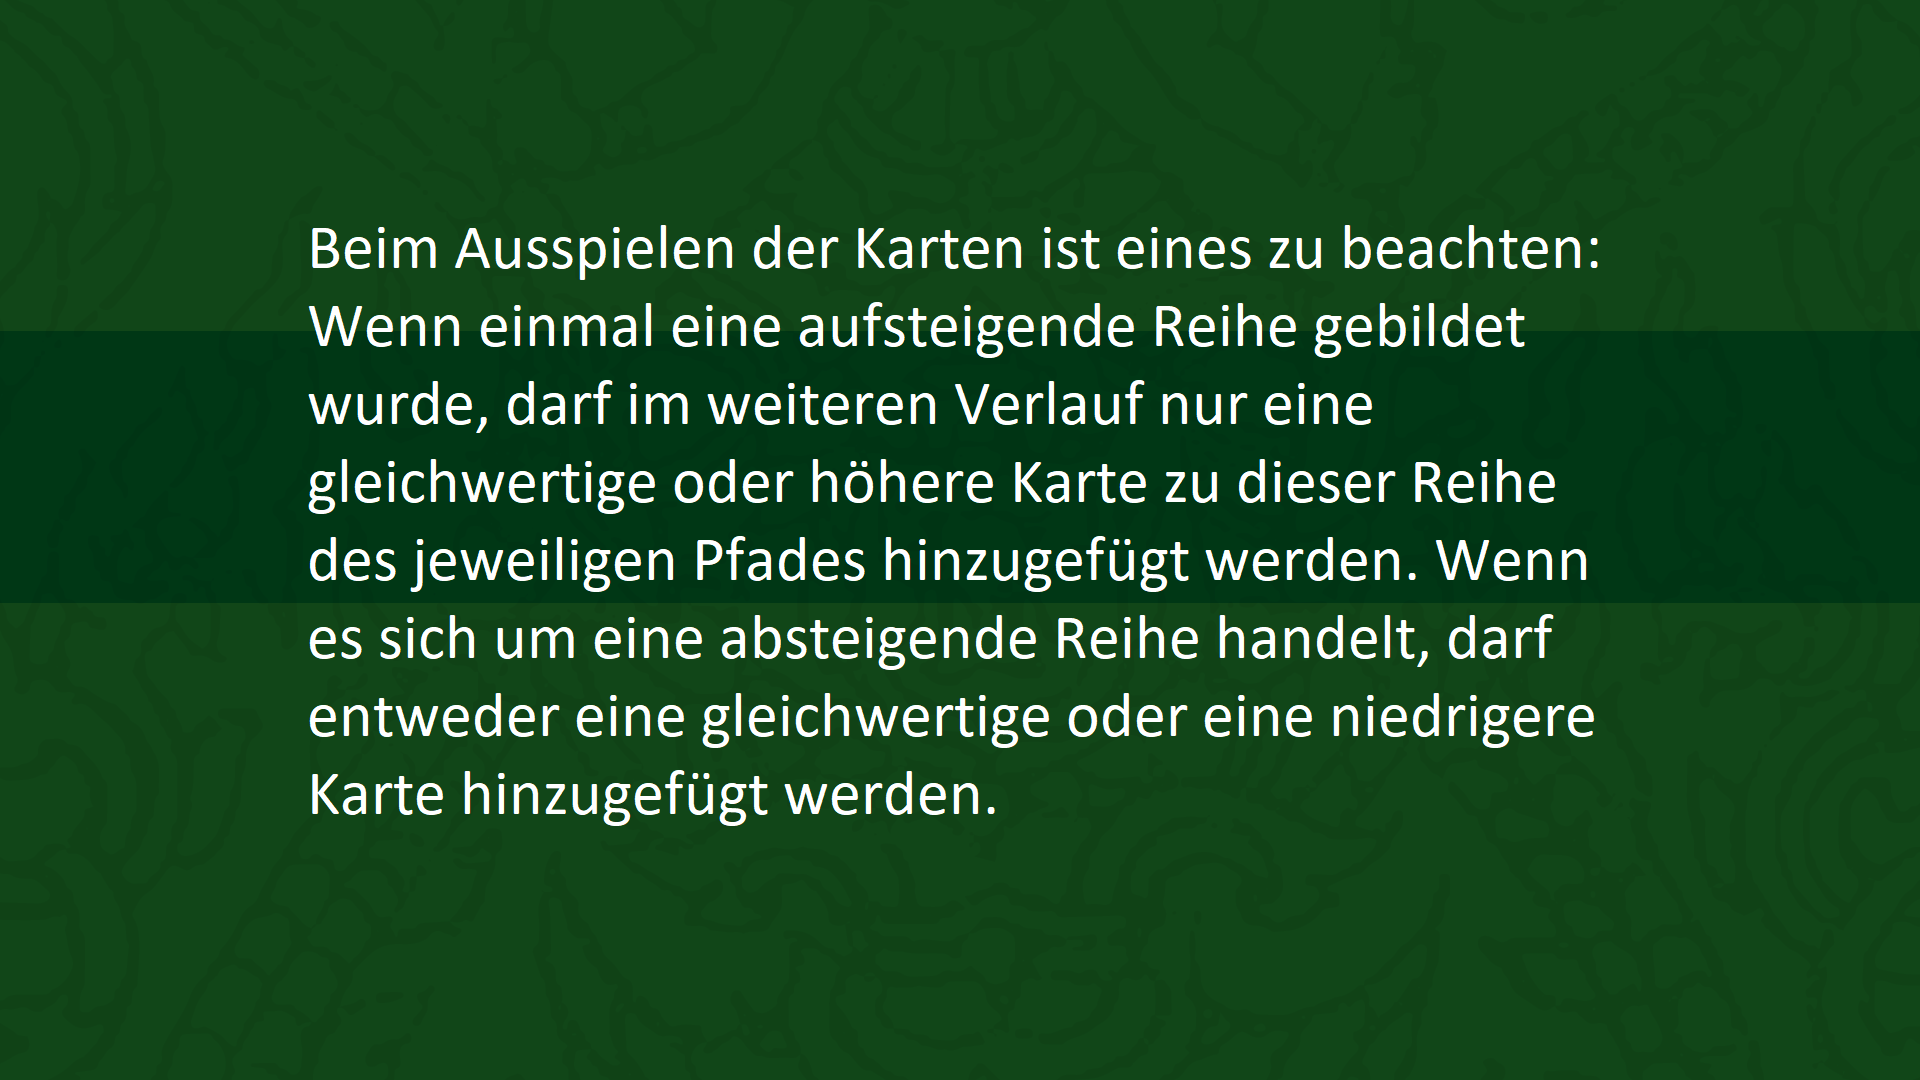 Beim Ausspielen der Karten ist eines zu beachten:
Wenn einmal eine aufsteigende Reihe gebildet
wurde, darf im weiteren Verlauf nur eine
gleichwertige oder höhere Karte zu dieser Reihe
des jeweiligen Pfades hinzugefügt werden. Wenn
es sich um eine absteigende Reihe handelt, darf
entweder eine gleichwertige oder eine niedrigere
Karte hinzugefügt werden.